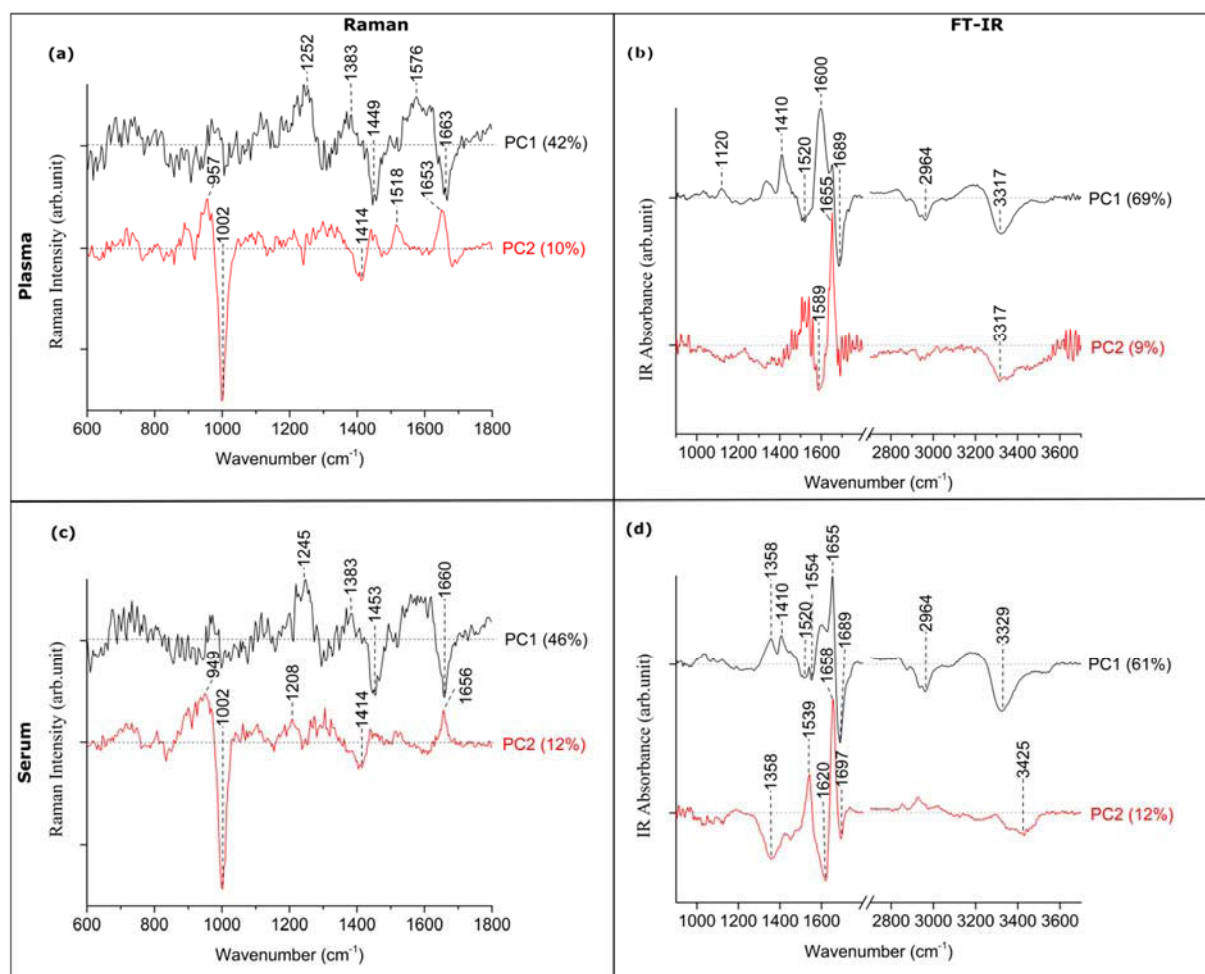 Raman
FT-IR
Plasma
(a)
1252
1383
1576
1449
1663
PC1 (42%)
957
1002
1414
1518
1653
PC2 (10%)
Raman Intensity (arb.unit)
600 800 1000 1200 1400 1600 1800
Wavenumber (cm-1)
(b)
1120
1410
1520
1600
1655
1689
2964
3317
PC1 (69%)
1589
3317
PC2 (9%)
IR Absorbance (arb.unit)
1000 1200 1400 1600 2800 3000 3200 3400 3600
Wavenumber (cm-1)
Serum
(c)
1245
1383
1453
1660
PC1 (46%)
949
1002
1208
1414
1656
PC2 (12%)
Raman Intensity (arb.unit)
600 800 1000 1200 1400 1600 1800
Wavenumber (cm-1)
(d)
1358
1410
1520
1554
1655
1689
2964
3329
PC1 (61%)
1358
1539
1620
1658
1697
3425
PC2 (12%)
IR Absorbance (arb.unit)
1000 1200 1400 1600 2800 3000 3200 3400 3600
Wavenumber (cm-1)